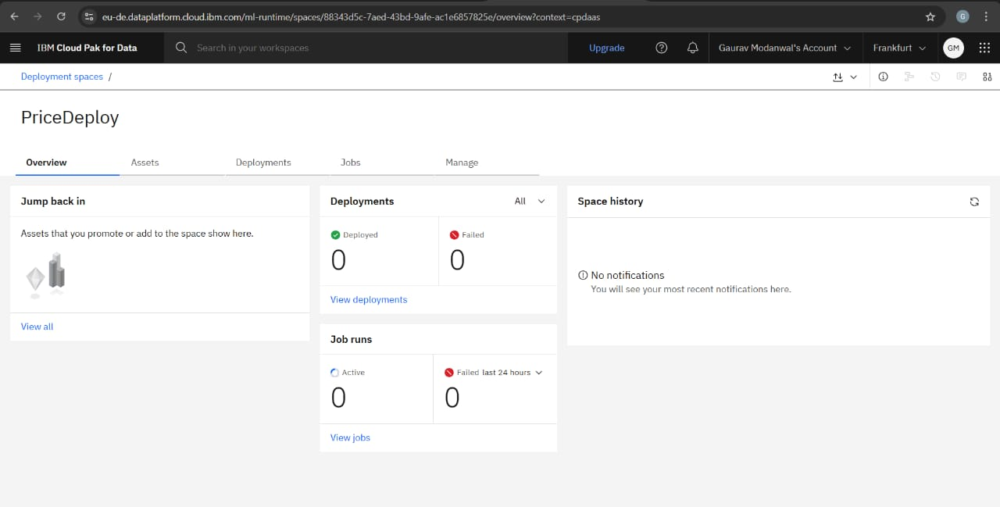 eu-de.dataplatform.cloud.ibm.com/ml-runtime/spaces/88343d5c-7aed-43bd-9afe-ac1e6857825e/overview?context=cpdaas
G
IBM Cloud Pak for Data
Search in your workspaces
Upgrade
Gaurav Modanwal's Account
Frankfurt
GM
Deployment spaces /
PriceDeploy
Overview
Assets
Deployments
Jobs
Manage
Jump back in
Assets that you promote or add to the space show here.
View all
Deployments
All
Deployed
0
Failed
0
View deployments
Job runs
Active
0
Failed last 24 hours
0
View jobs
Space history
No notifications
You will see your most recent notifications here.